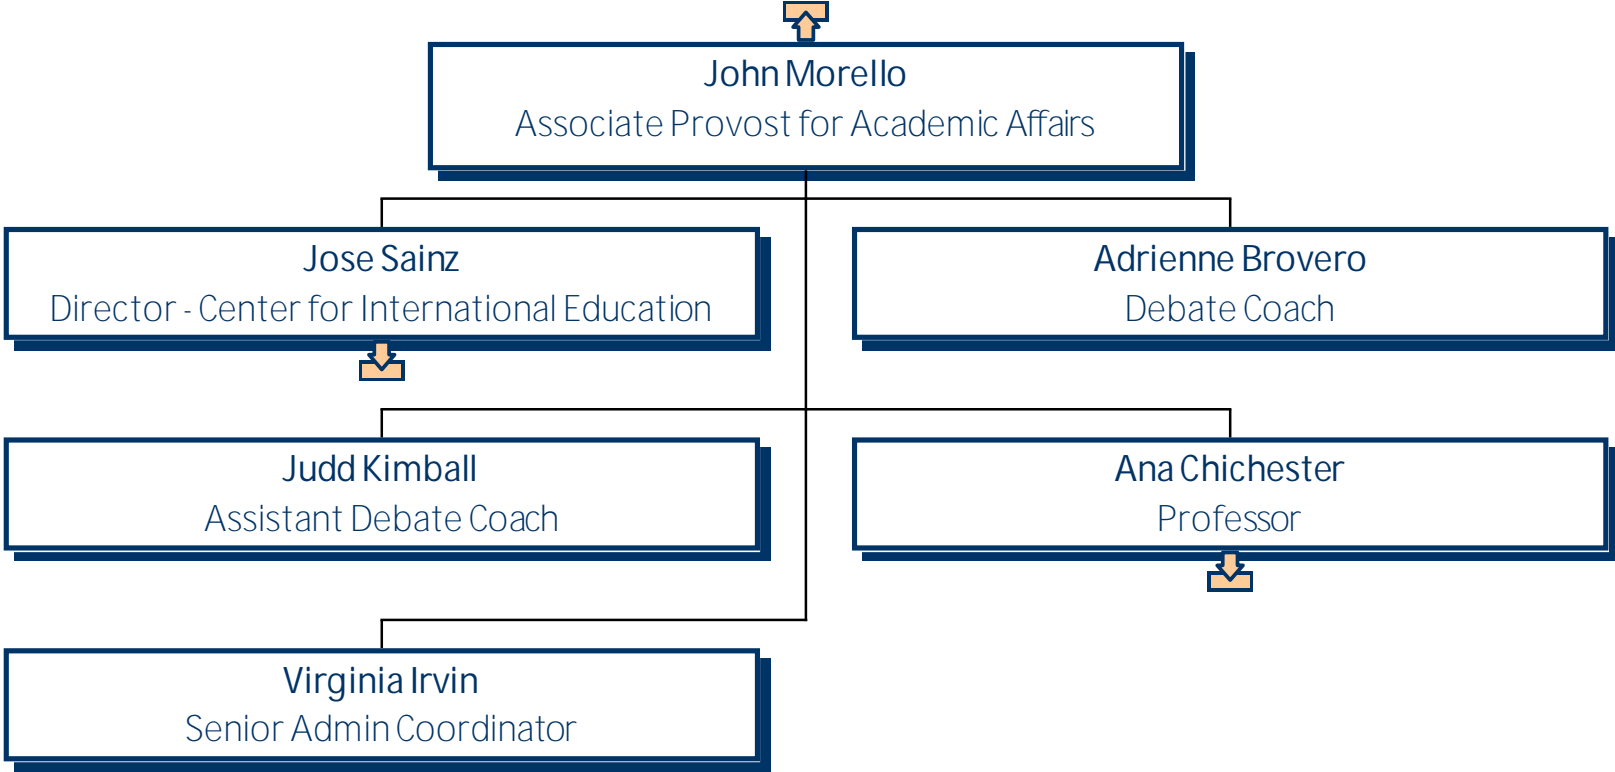 John Morello
Associate Provost for Academic Affairs
Jose Sainz
Director - Center for International Education
Adrienne Brovero
Debate Coach
Judd Kimball
Assistant Debate Coach
Ana Chichester
Professor
Virginia Irvin
Senior Admin Coordinator